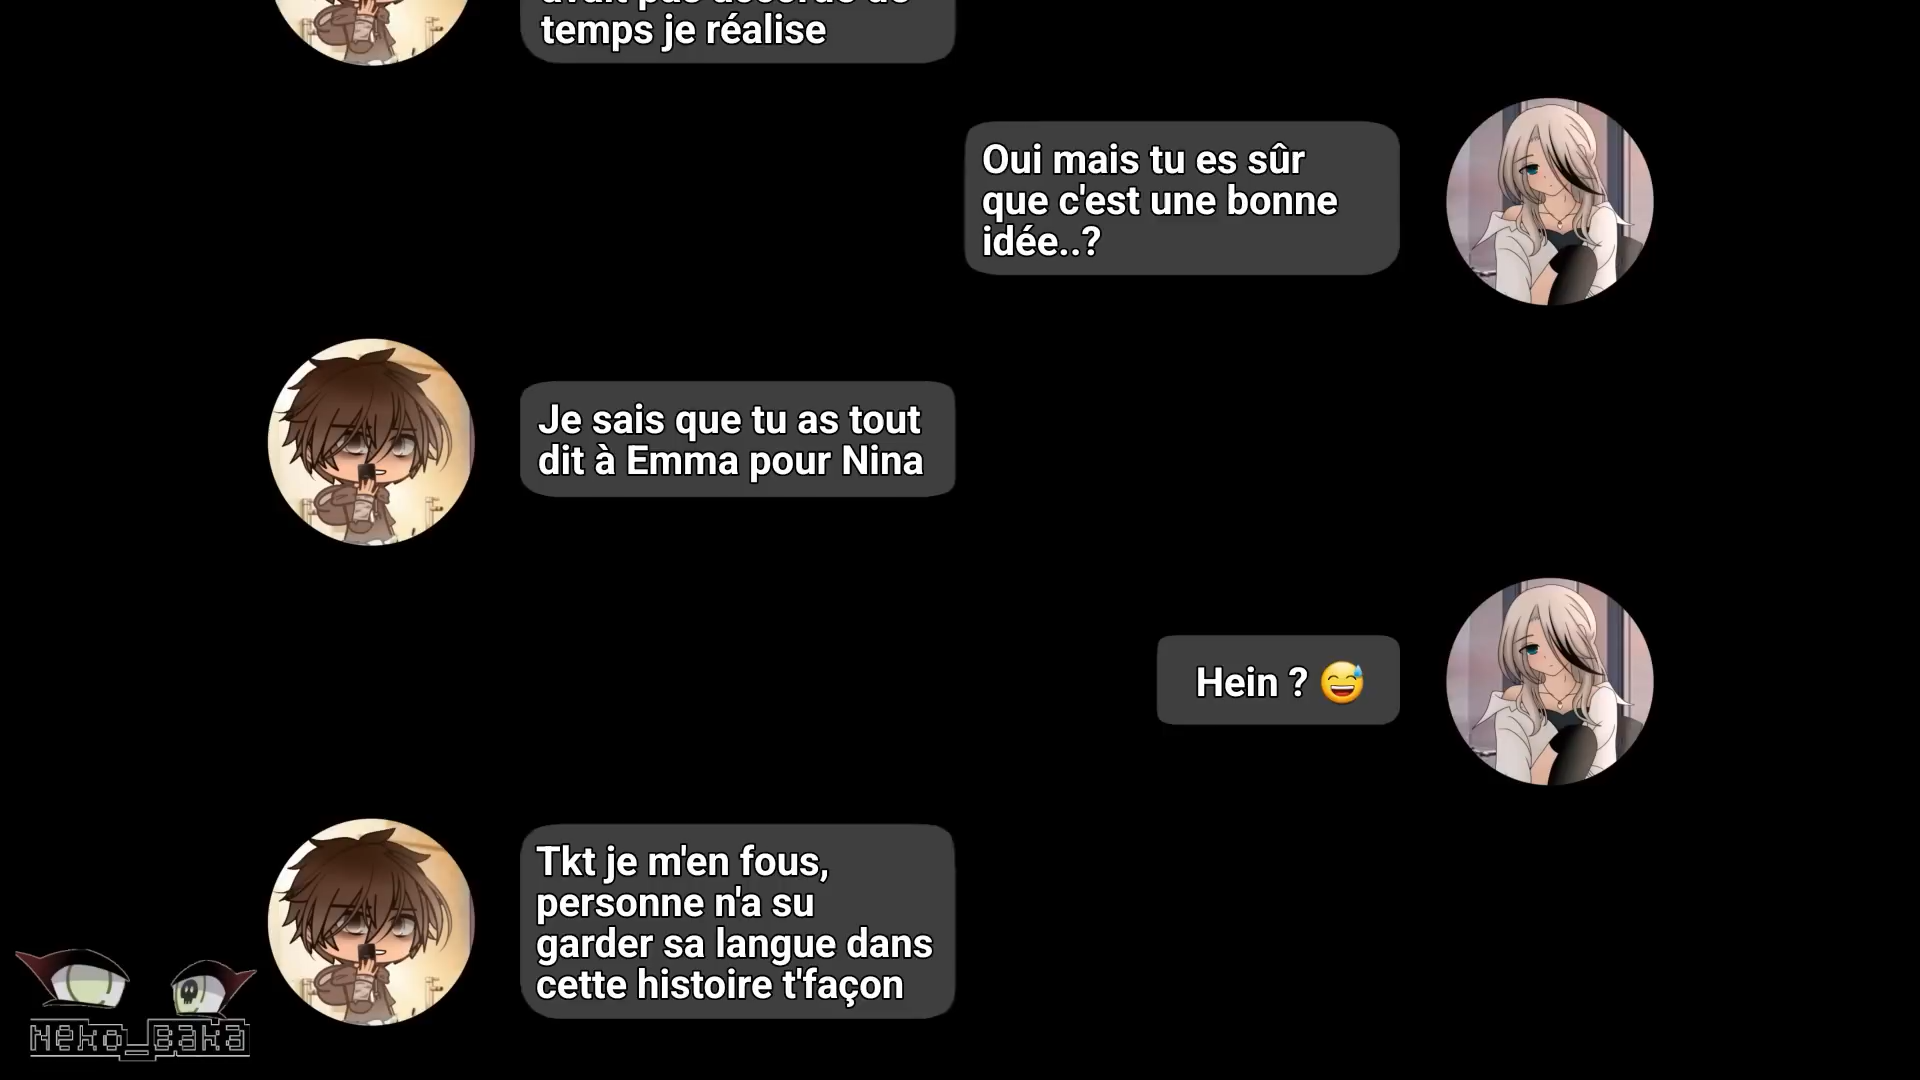 temps je réalise
Oui mais tu es sûr
que c'est une bonne
idée..?
Je sais que tu as tout
dit à Emma pour Nina
Hein ? 😅
Tkt je m'en fous,
personne n'a su
garder sa langue dans
cette histoire t'façon
Neko_Baka